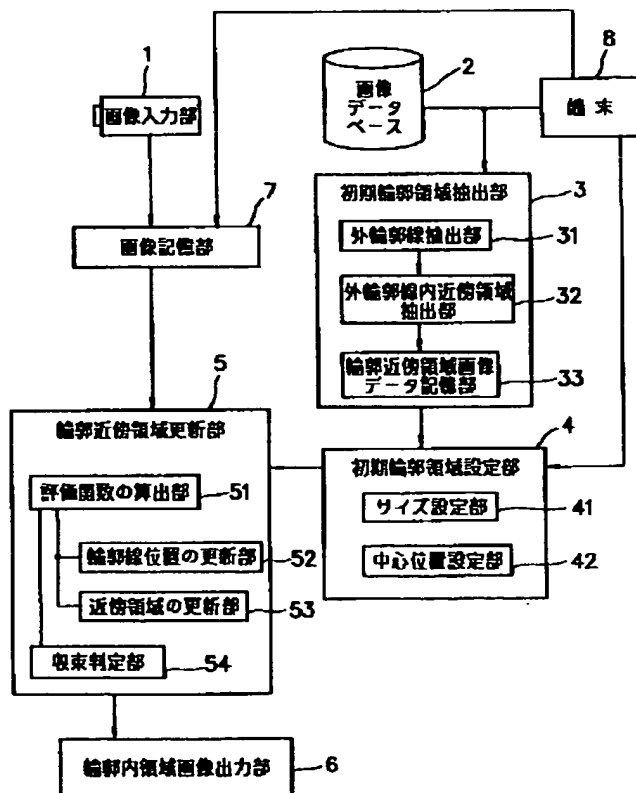 1
画像入力部
2
画像
データ
ベース
8
端末
7
画像記憶部
3
初期輪郭領域抽出部
外輪郭線抽出部
31
外輪郭線内近傍領域
抽出部
32
輪郭近傍領域画像
データ記憶部
33
5
輪郭近傍領域更新部
評価関数の算出部
51
輪郭線位置の更新部
52
近傍領域の更新部
53
収束判定部
54
4
初期輪郭領域設定部
サイズ設定部
41
中心位置設定部
42
輪郭内領域画像出力部
6